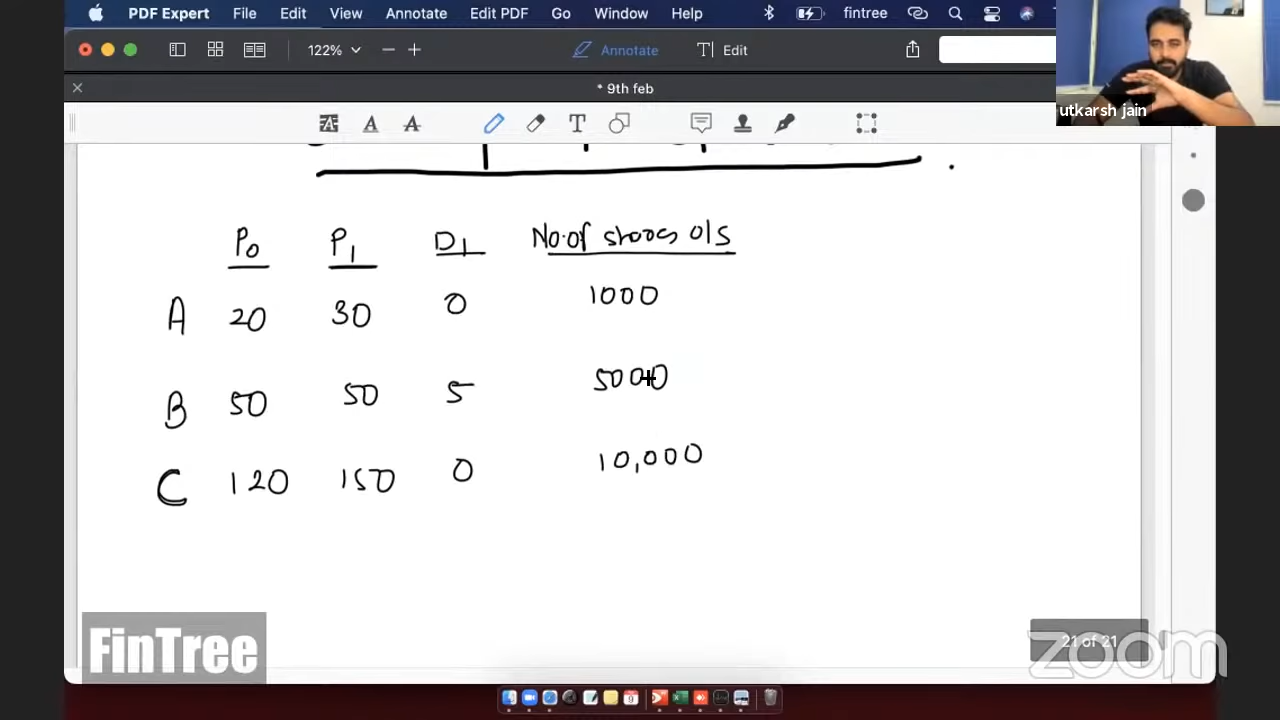 PDF Expert File Edit View Annotate Edit PDF Go Window Help fintree
122% Annotate T Edit
* 9th feb
utkarsh jain
P0 P1 D1 No.of shares o/s
A 20 30 0 1000
B 50 50 5 5000
C 120 150 0 10,000
FinTree
21 of 21
zoom